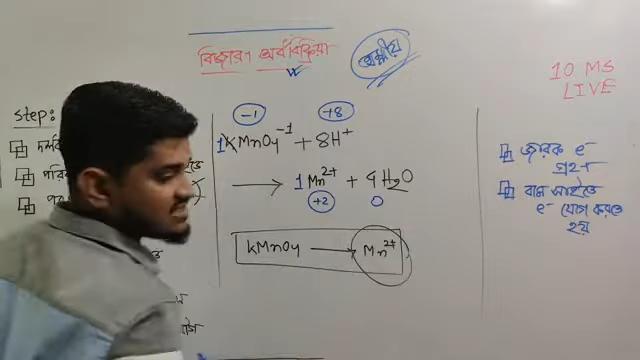 বিজারণ অর্ধবিক্রিয়া
অম্লীয়
10 MS
LIVE
Step:
-1 +8
1KMnO4⁻¹ + 8H⁺
→ 1Mn²⁺ + 4H₂O
+2 0
KMnO4 → Mn²⁺
জারক e⁻
গ্রহণ
বাম সাইডে
e⁻ যোগ করতে
হয়